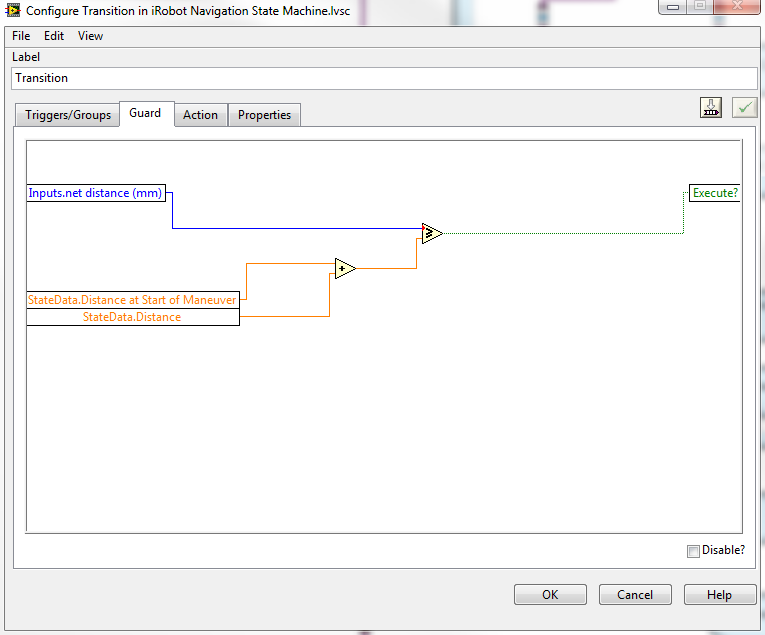 Configure Transition in iRobot Navigation State Machine.lvsc
File Edit View
Label
Transition
Triggers/Groups Guard Action Properties
Inputs.net distance (mm)
Execute?
≥
+
StateData.Distance at Start of Maneuver
StateData.Distance
Disable?
OK Cancel Help